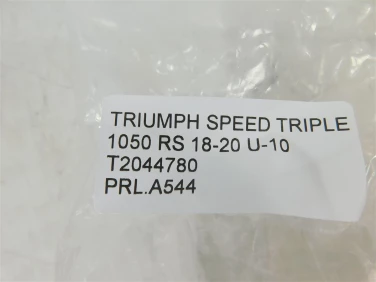 TRIUMPH SPEED TRIPLE
1050 RS 18-20 U-10
T2044780
PRL.A544